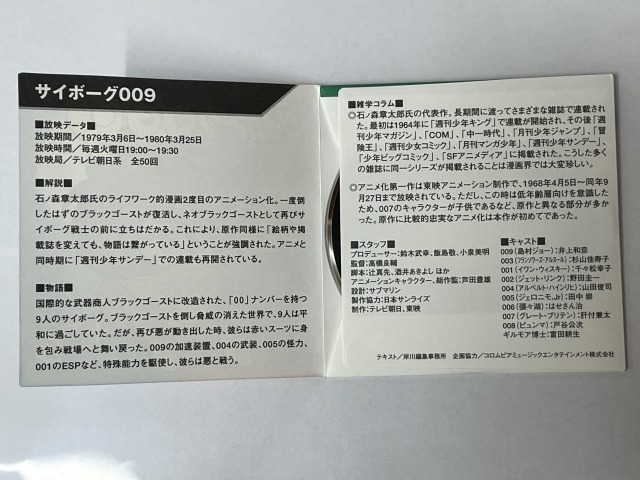 サイボーグ009
■放映データ■
放映期間／1979年3月6日～1980年3月25日
放映時間／毎週火曜日19:00～19:30
放映局／テレビ朝日系 全50回
■解説■
石ノ森章太郎氏のライフワーク的漫画2度目のアニメーション化。一度倒
したはずのブラックゴーストが復活し、ネオブラックゴーストとして再びサ
イボーグ戦士の前に立ちはだかる。これにより、原作同様に「絵柄や掲
載誌を変えても、物語は繋がっている」ということが強調された。アニメと
同時期に「週刊少年サンデー」での連載も再開されている。
■物語■
国際的な武器商人ブラックゴーストに改造された、「00」ナンバーを持つ
9人のサイボーグ。ブラックゴーストを倒し脅威の消えた世界で、9人は平
和に過ごしていた。だが、再び悪が動き出した時、彼らは赤いスーツに身
を包み戦場へと舞い戻った。009の加速装置、004の武装、005の怪力、
001のESPなど、特殊能力を駆使し、彼らは悪と戦う。
■雑学コラム■
◎石ノ森章太郎氏の代表作。長期間に渡ってさまざまな雑誌で連載され
た。最初は1964年に「週刊少年キング」で連載が開始され、その後「週
刊少年マガジン」、「COM」、「中一時代」、「月刊少年ジャンプ」、「冒
険王」、「週刊少女コミック」、「月刊マンガ少年」、「週刊少年サンデー」、
「少年ビッグコミック」、「SFアニメディア」に掲載された。こうした多く
の雑誌に同一シリーズが掲載されることは漫画界では大変珍しい。
◎アニメ化第一作は東映アニメーション制作で、1968年4月5日～同年9
月27日まで放映されている。ただし、この時は低年齢層向けを意識した
ため、007のキャラクターが子供であるなど、原作と異なる部分が多か
った。原作に比較的忠実なアニメ化は本作が初めてであった。
■スタッフ■
プロデューサー：鈴木武幸、飯島敬、小泉美明
監督：高橋良輔
脚本：辻真先、酒井あきよし ほか
アニメーションキャラクター、総作監：芦田豊雄
設計：サブマリン
製作協力：日本サンライズ
制作：テレビ朝日、東映
■キャスト■
009（島村ジョー）：井上和彦
003（フランソワーズ・アルヌール）：杉山佳寿子
001（イワン・ウィスキー）：千々松幸子
002（ジェット・リンク）：野田圭一
004（アルベルト・ハインリヒ）：山田俊司
005（ジェロニモ,Jr）：田中 崇
006（張々湖）：はせさん治
007（グレート・ブリテン）：肝付兼太
008（ピュンマ）：戸谷公次
ギルモア博士：富田耕生
テキスト／岸川編集事務所 企画協力／コロムビアミュージックエンタテインメント株式会社